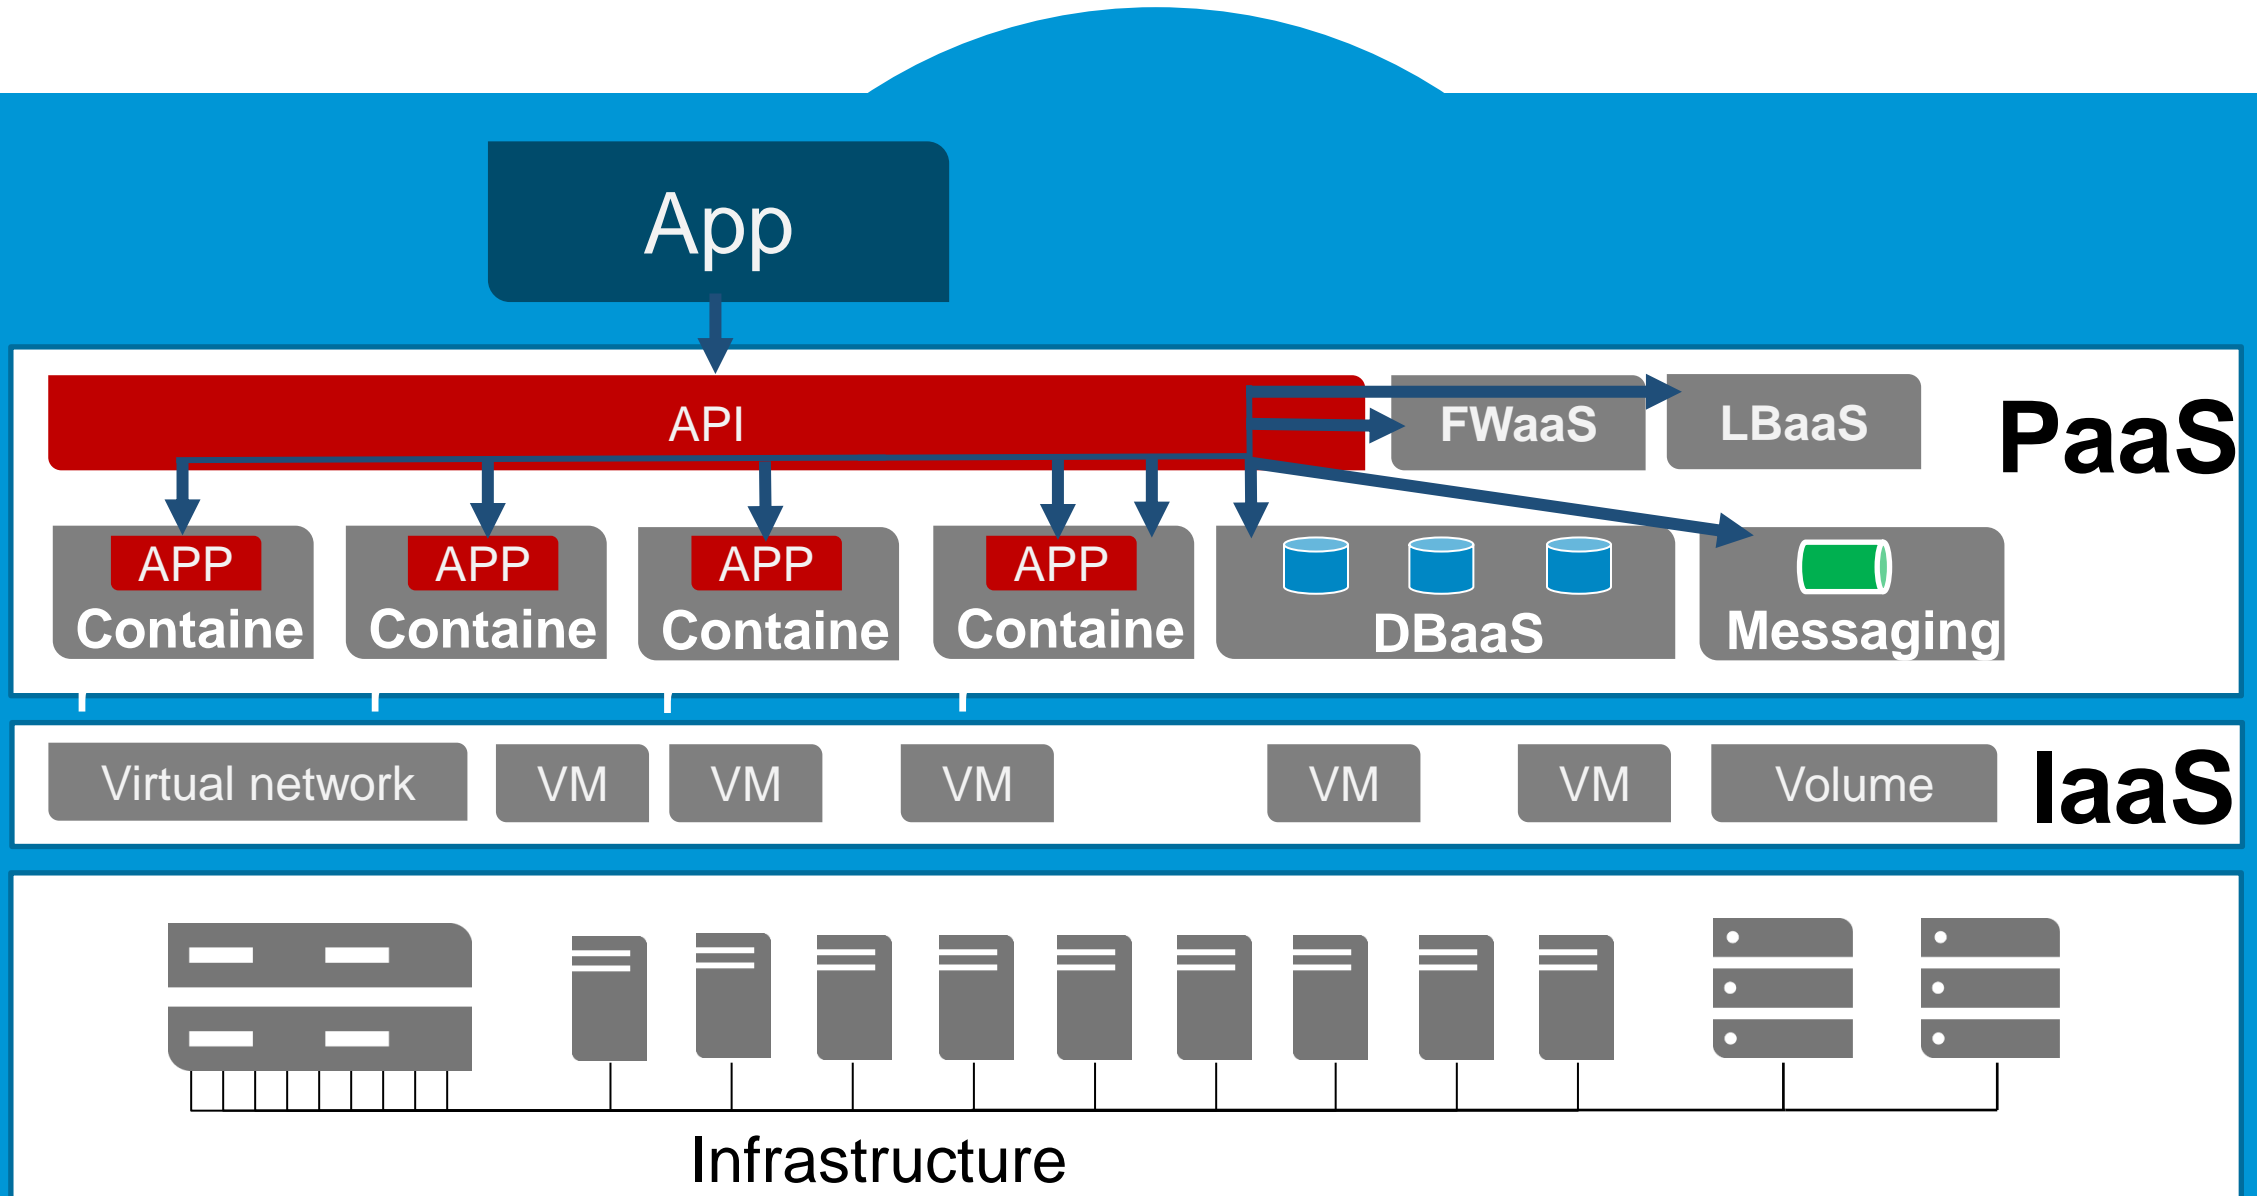 App
API
FWaaS
LBaaS
PaaS
APP
APP
APP
APP
Containe
Containe
Containe
Containe
DBaaS
Messaging
Virtual network
VM
VM
VM
VM
VM
Volume
IaaS
Infrastructure